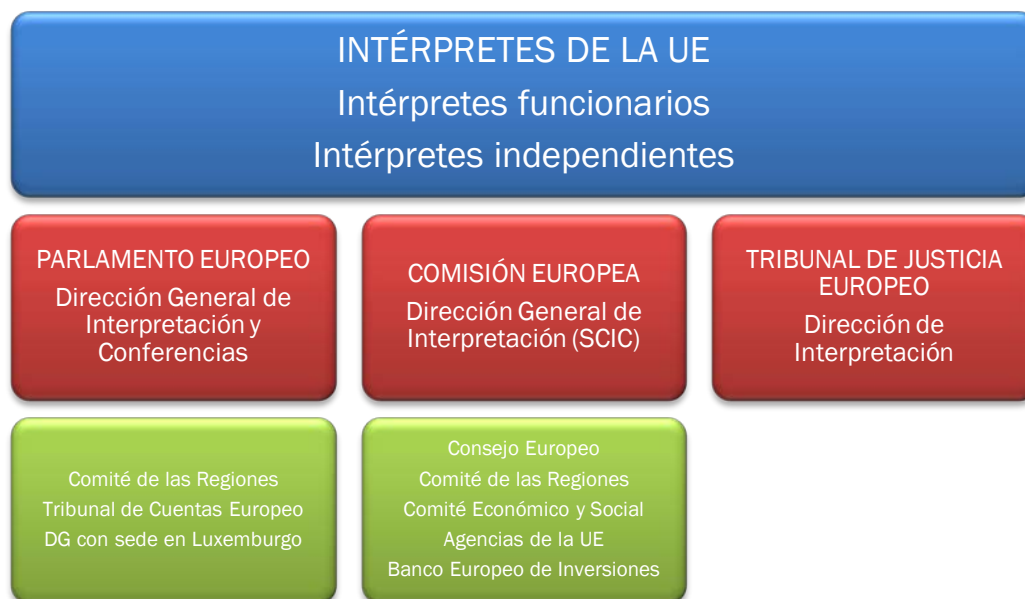 INTÉRPRETES DE LA UE
Intérpretes funcionarios
Intérpretes independientes
PARLAMENTO EUROPEO
Dirección General de
Interpretación y
Conferencias
COMISIÓN EUROPEA
Dirección General de
Interpretación (SCIC)
TRIBUNAL DE JUSTICIA
EUROPEO
Dirección de
Interpretación
Comité de las Regiones
Tribunal de Cuentas Europeo
DG con sede en Luxemburgo
Consejo Europeo
Comité de las Regiones
Comité Económico y Social
Agencias de la UE
Banco Europeo de Inversiones